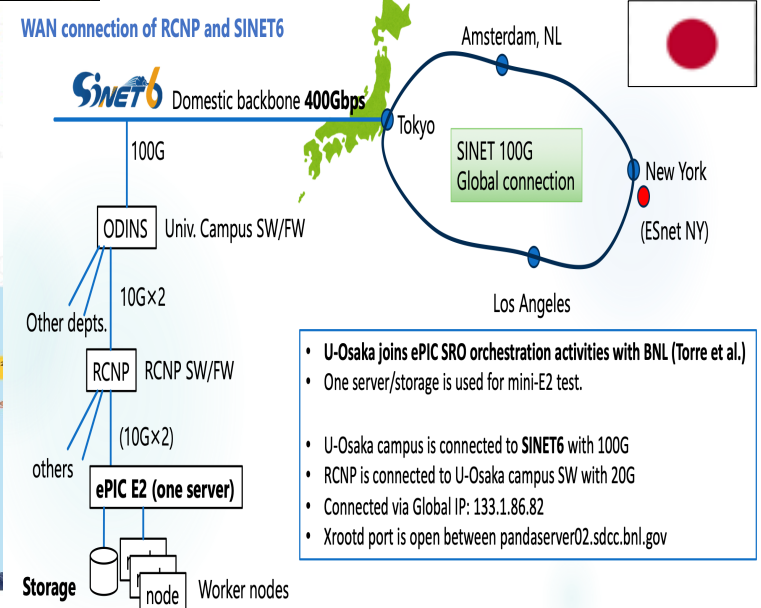 WAN connection of RCNP and SINET6
SiNET6
Domestic backbone 400Gbps
100G
ODINS
Univ. Campus SW/FW
10G×2
Other depts.
RCNP
RCNP SW/FW
(10G×2)
others
ePIC E2 (one server)
Storage
node
Worker nodes
Amsterdam, NL
Tokyo
SINET 100G
Global connection
New York
(ESnet NY)
Los Angeles
• U-Osaka joins ePIC SRO orchestration activities with BNL (Torre et al.)
• One server/storage is used for mini-E2 test.
• U-Osaka campus is connected to SINET6 with 100G
• RCNP is connected to U-Osaka campus SW with 20G
• Connected via Global IP: 133.1.86.82
• Xrootd port is open between pandaserver02.sdcc.bnl.gov